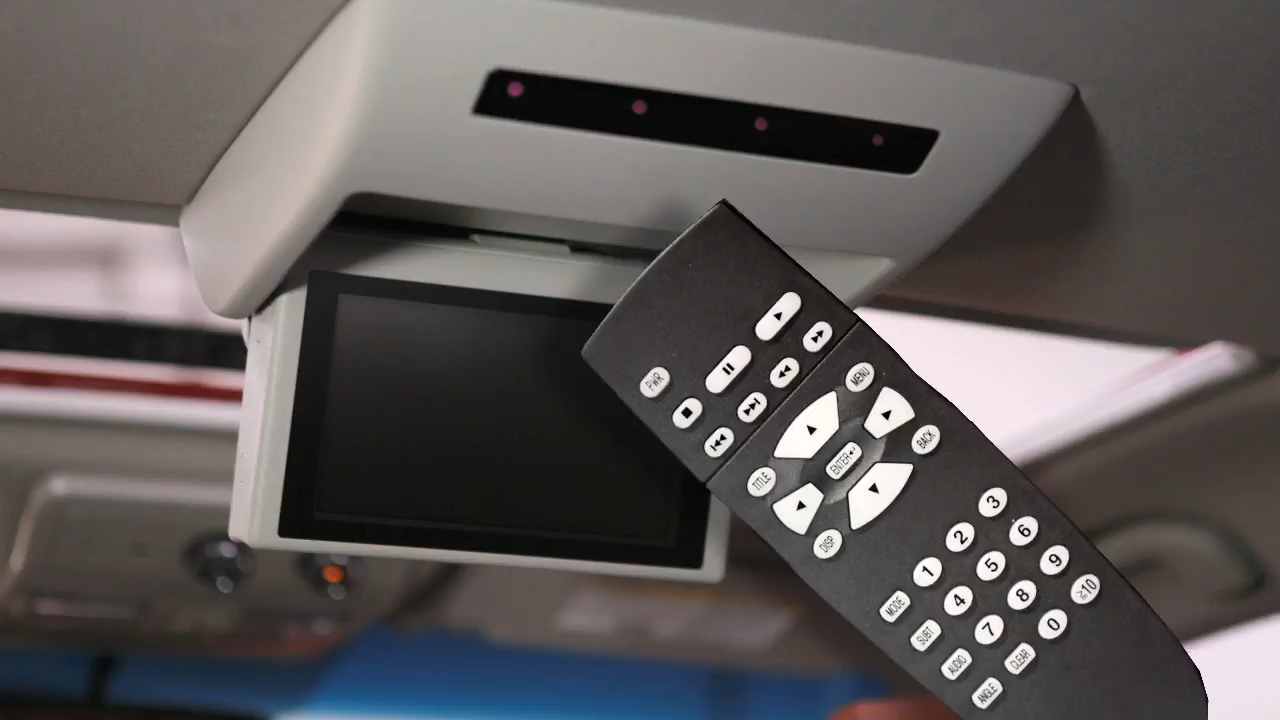 PWR
MENU
ENTER
BACK
TITLE
DISP
1 2 3
MODE 4 5 6
SUBT 7 8 9
AUDIO CLEAR 0 ≥10
ANGLE